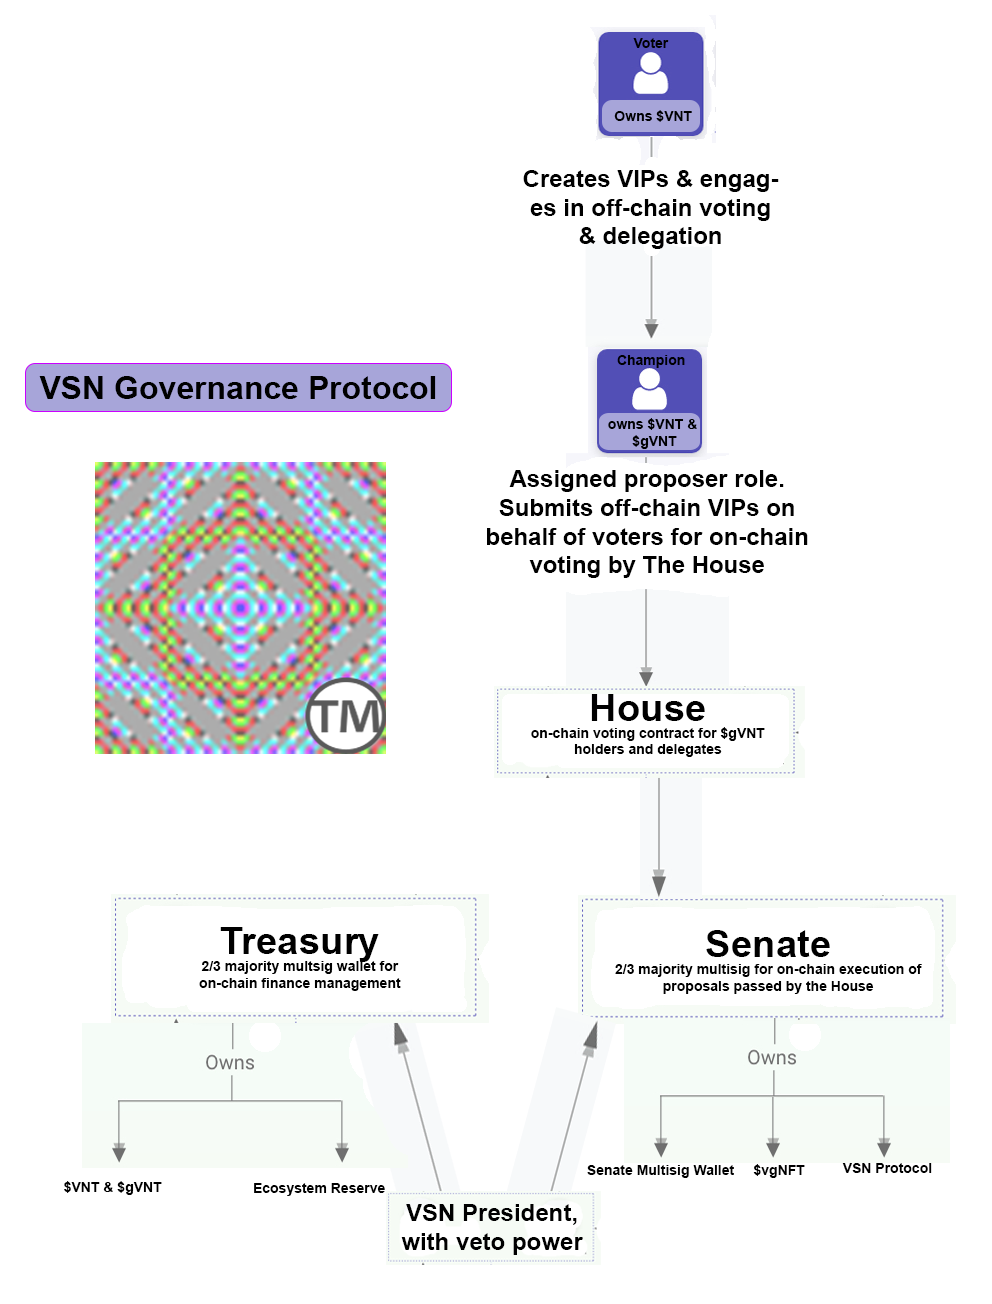 Voter
Owns $VNT
Creates VIPs & engag-
es in off-chain voting
& delegation
Champion
owns $VNT &
$gVNT
VSN Governance Protocol
Assigned proposer role.
Submits off-chain VIPs on
behalf of voters for on-chain
voting by The House
TM
House
on-chain voting contract for $gVNT
holders and delegates
Treasury
2/3 majority multsig wallet for
on-chain finance management
Senate
2/3 majority multisig for on-chain execution of
proposals passed by the House
Owns
Owns
$VNT & $gVNT
Ecosystem Reserve
Senate Multisig Wallet
$vgNFT
VSN Protocol
VSN President,
with veto power